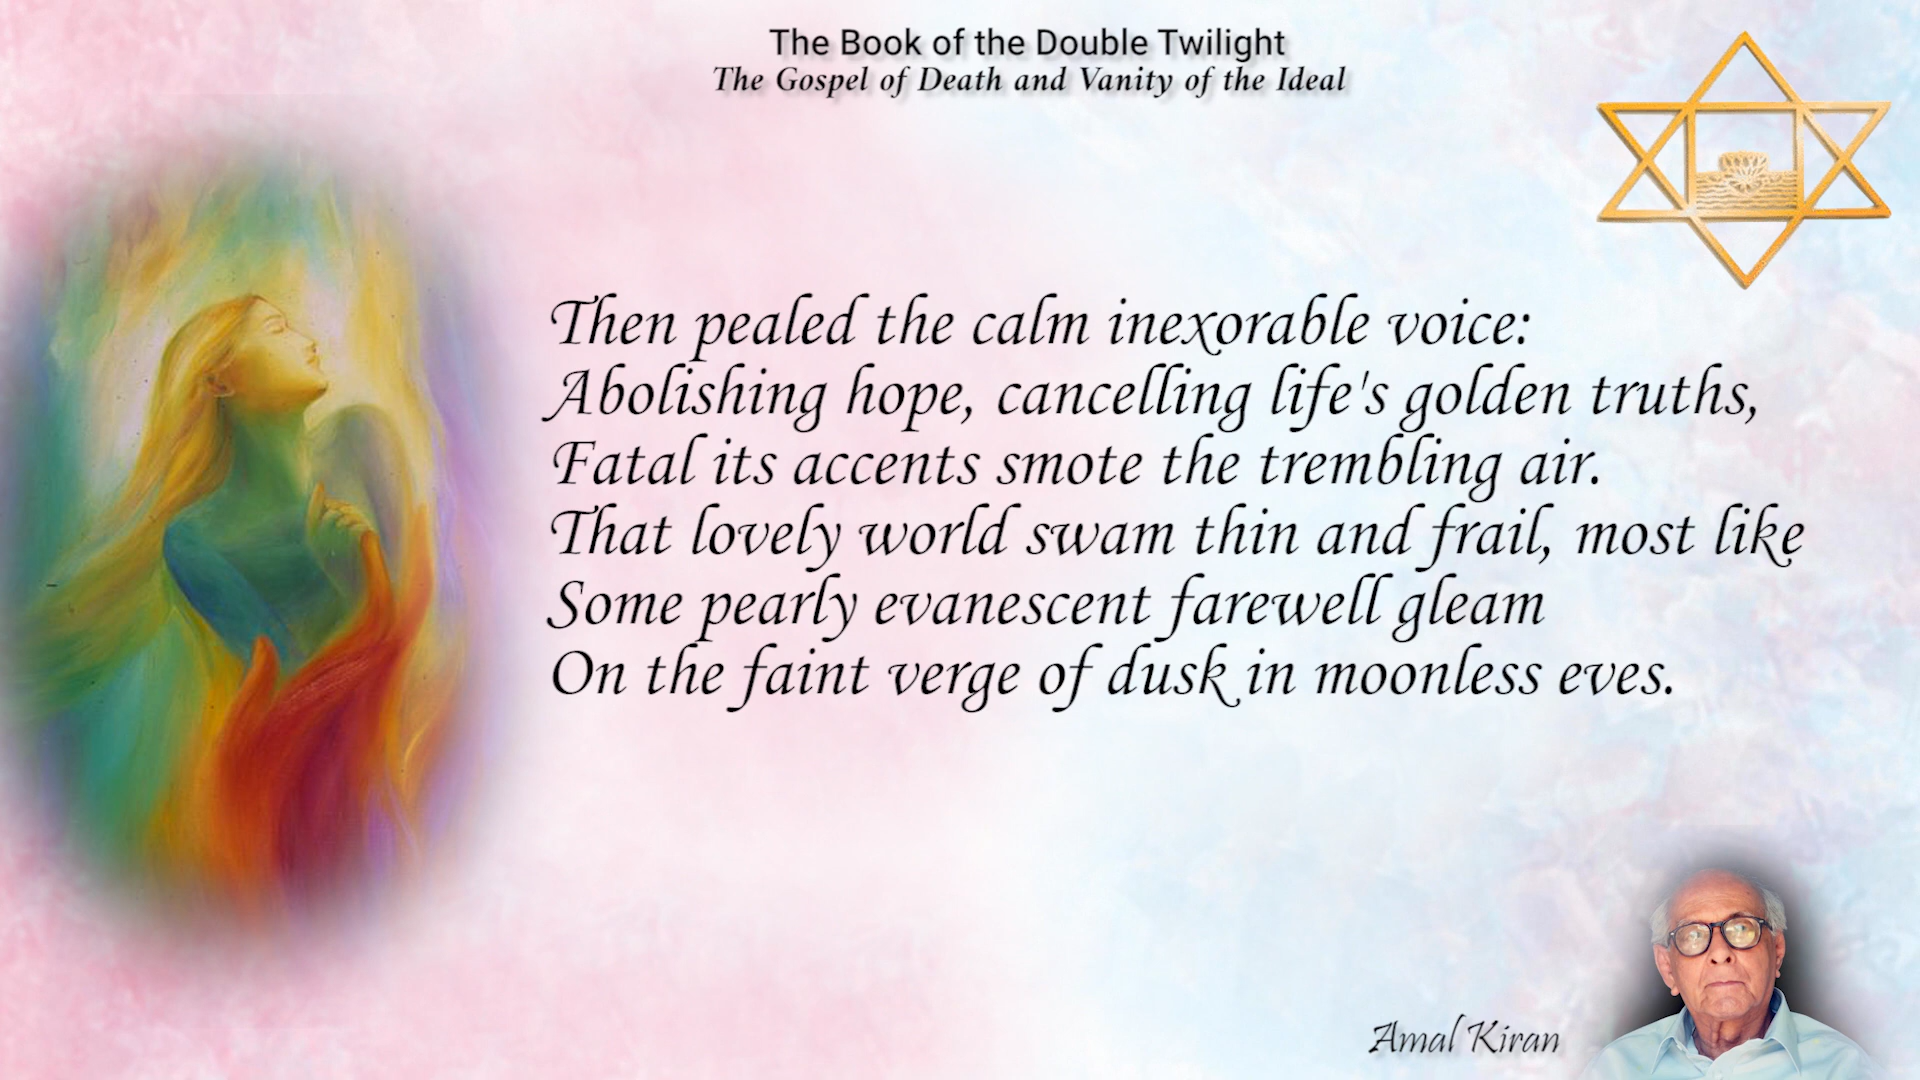 The Book of the Double Twilight
The Gospel of Death and Vanity of the Ideal
Then pealed the calm inexorable voice:
Abolishing hope, cancelling life's golden truths,
Fatal its accents smote the trembling air.
That lovely world swam thin and frail, most like
Some pearly evanescent farewell gleam
On the faint verge of dusk in moonless eves.
Amal Kiran